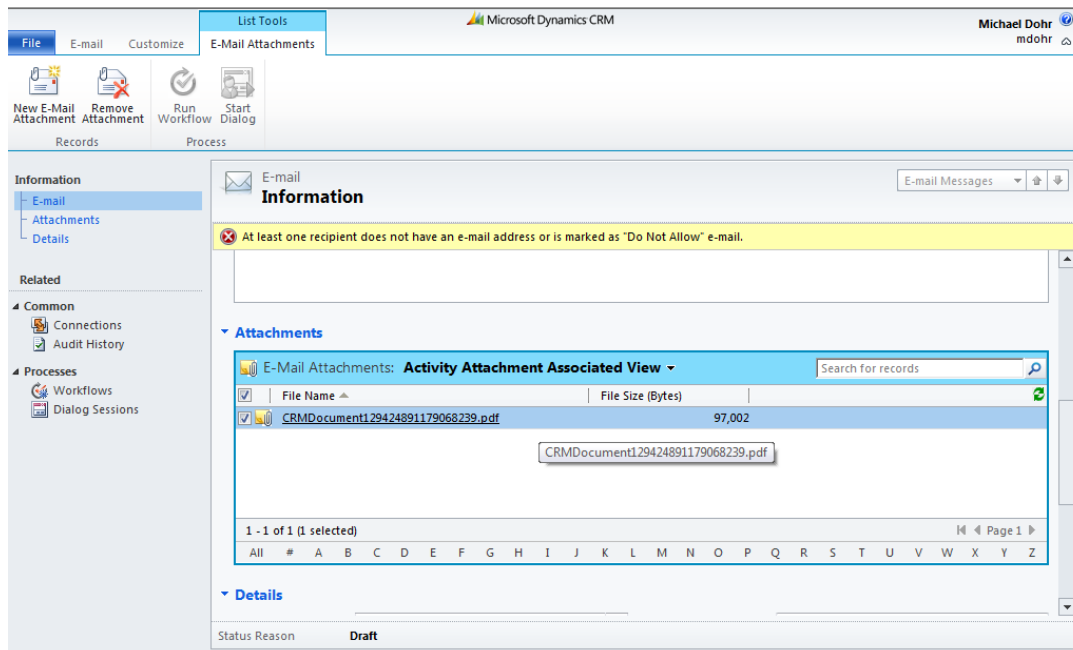 List Tools
Microsoft Dynamics CRM
Michael Dohr
mdohr
File E-mail Customize E-Mail Attachments
New E-Mail Attachment
Remove Attachment
Run Workflow
Start Dialog
Records
Process
Information
E-mail
Attachments
Details
Related
Common
Connections
Audit History
Processes
Workflows
Dialog Sessions
E-mail
Information
E-mail Messages
At least one recipient does not have an e-mail address or is marked as "Do Not Allow" e-mail.
Attachments
E-Mail Attachments: Activity Attachment Associated View
Search for records
File Name File Size (Bytes)
CRMDocument129424891179068239.pdf 97,002
CRMDocument129424891179068239.pdf
1 - 1 of 1 (1 selected)
Page 1
All # A B C D E F G H I J K L M N O P Q R S T U V W X Y Z
Details
Status Reason Draft